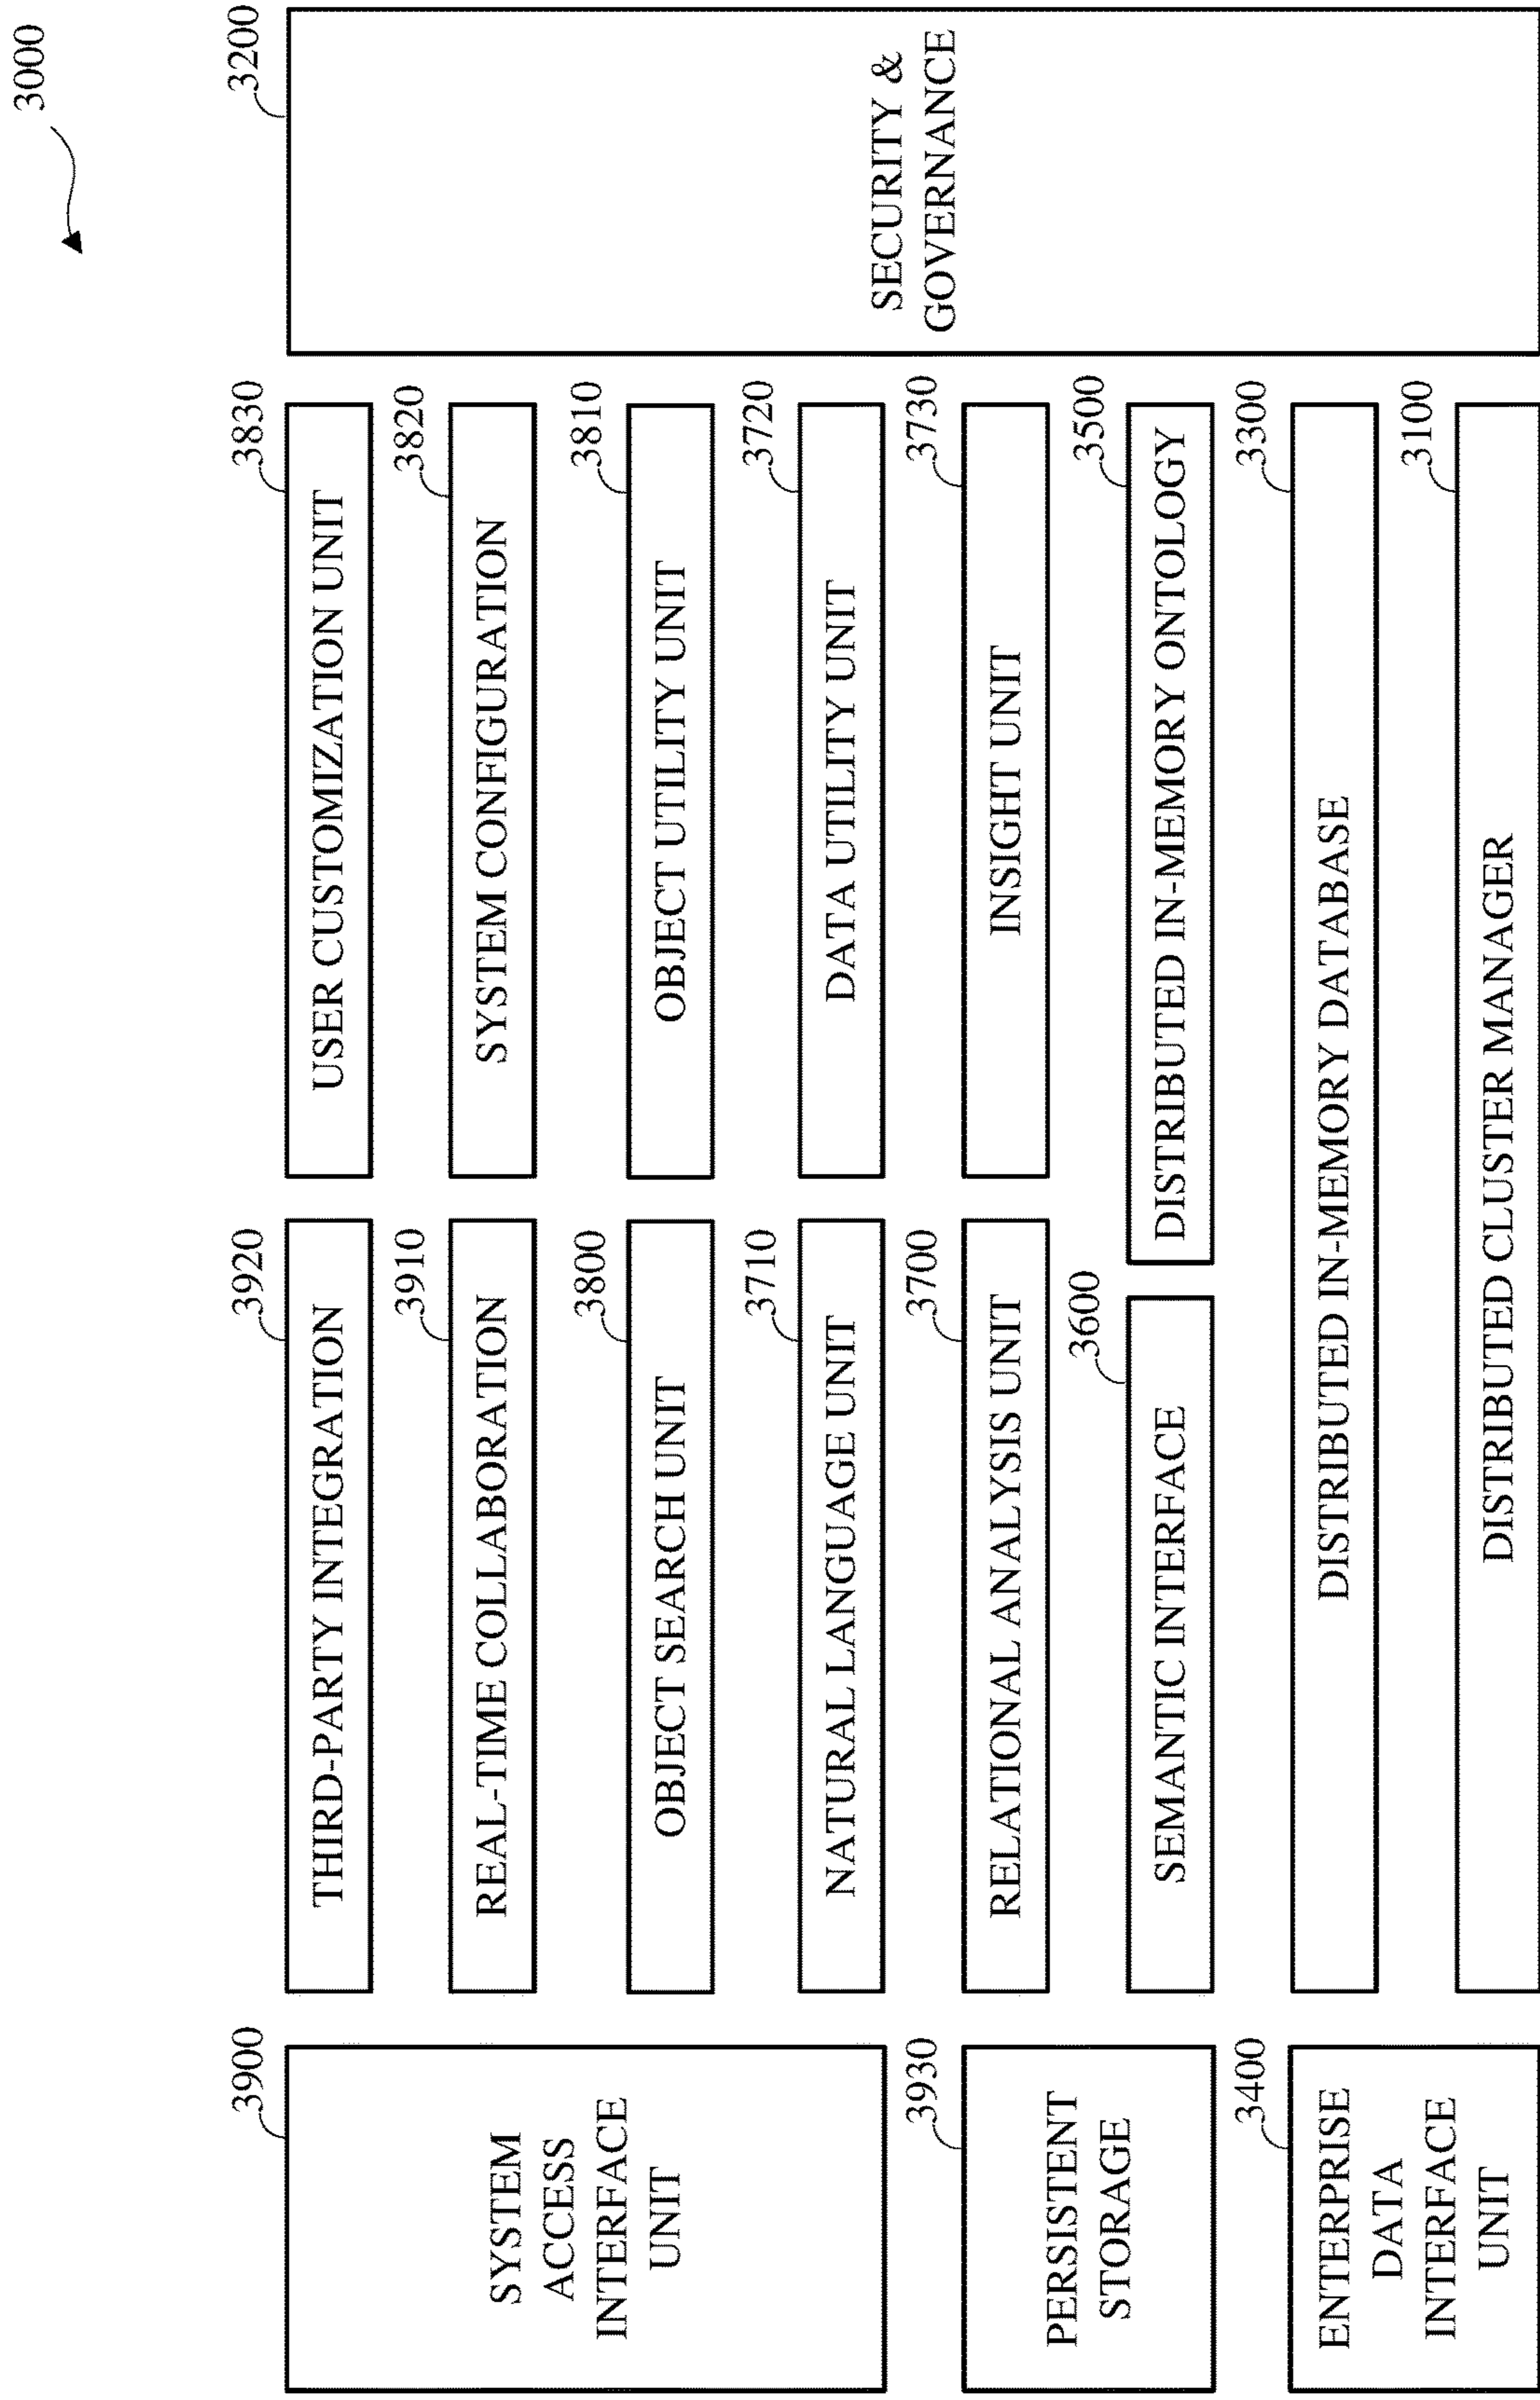 3000
3900
SYSTEM
ACCESS
INTERFACE
UNIT
3920
THIRD-PARTY INTEGRATION
3830
USER CUSTOMIZATION UNIT
3200
SECURITY &
GOVERNANCE
3910
REAL-TIME COLLABORATION
3820
SYSTEM CONFIGURATION
3800
OBJECT SEARCH UNIT
3810
OBJECT UTILITY UNIT
3710
NATURAL LANGUAGE UNIT
3720
DATA UTILITY UNIT
3930
PERSISTENT
STORAGE
3700
RELATIONAL ANALYSIS UNIT
3730
INSIGHT UNIT
3600
SEMANTIC INTERFACE
3500
DISTRIBUTED IN-MEMORY ONTOLOGY
3400
ENTERPRISE
DATA
INTERFACE
UNIT
3300
DISTRIBUTED IN-MEMORY DATABASE
3100
DISTRIBUTED CLUSTER MANAGER